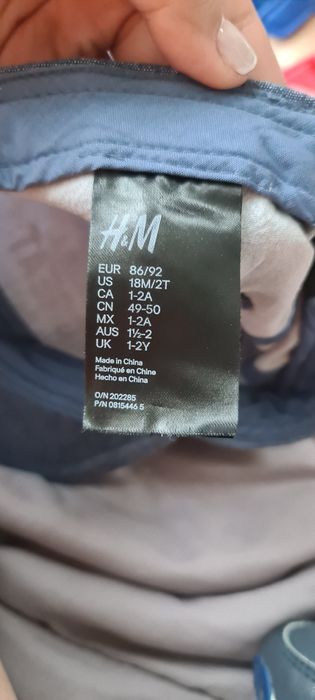 H&M
EUR 86/92
US 18M/2T
CA 1-2A
CN 49-50
MX 1-2A
AUS 1½-2
UK 1-2Y
Made in China
Fabriqué en Chine
Hecho en China
O/N 202285
P/N 0815446 5